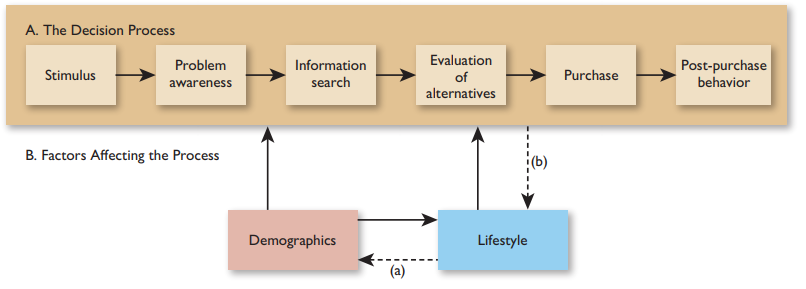 A. The Decision Process
Stimulus
Problem
awareness
Information
search
Evaluation
of
alternatives
Purchase
Post-purchase
behavior
B. Factors Affecting the Process
(b)
Demographics
Lifestyle
(a)